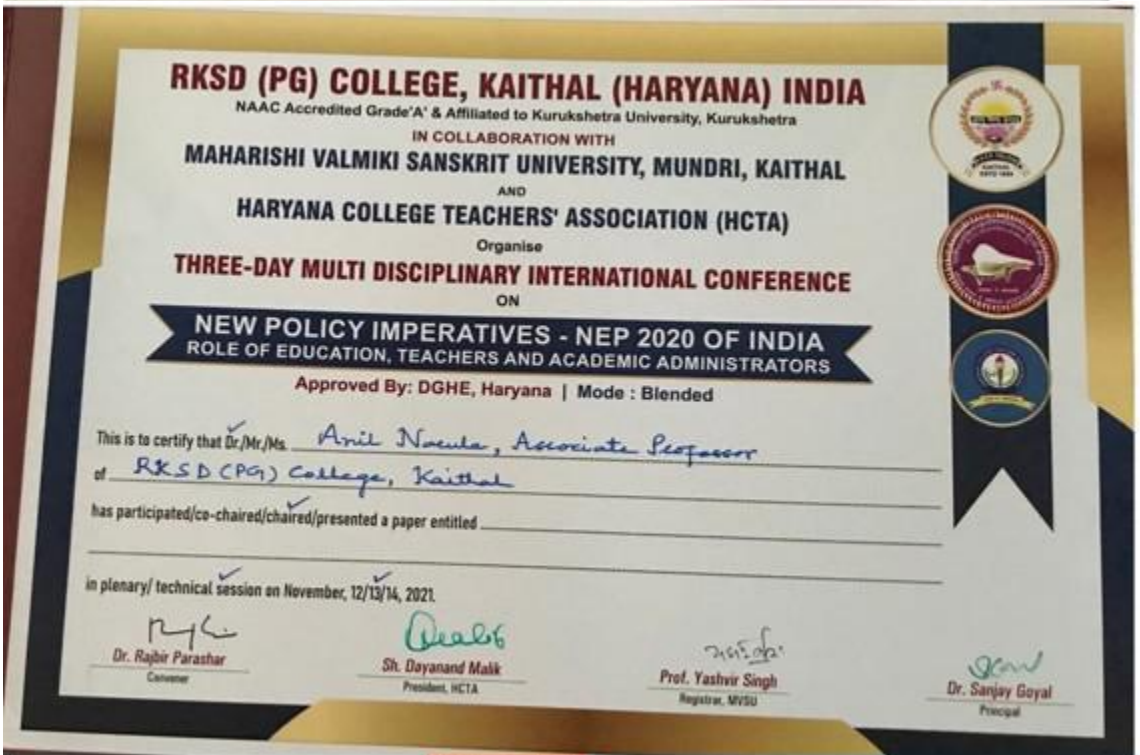 RKSD (PG) COLLEGE, KAITHAL (HARYANA) INDIA
NAAC Accredited Grade'A' & Affiliated to Kurukshetra University, Kurukshetra
IN COLLABORATION WITH
MAHARISHI VALMIKI SANSKRIT UNIVERSITY, MUNDRI, KAITHAL
AND
HARYANA COLLEGE TEACHERS' ASSOCIATION (HCTA)
Organise
THREE-DAY MULTI DISCIPLINARY INTERNATIONAL CONFERENCE
ON
NEW POLICY IMPERATIVES - NEP 2020 OF INDIA
ROLE OF EDUCATION, TEACHERS AND ACADEMIC ADMINISTRATORS
Approved By: DGHE, Haryana | Mode : Blended
This is to certify that Dr./Mr./Ms. Anil Narula, Associate Professor
of RKSD (PG) College, Kaithal
has participated/co-chaired/chaired/presented a paper entitled
in plenary/ technical session on November, 12/13/14, 2021.
Dr. Rajbir Parashar
Convener
Sh. Dayanand Malik
President, HCTA
Prof. Yashvir Singh
Registrar, MVSU
Dr. Sanjay Goyal
Principal